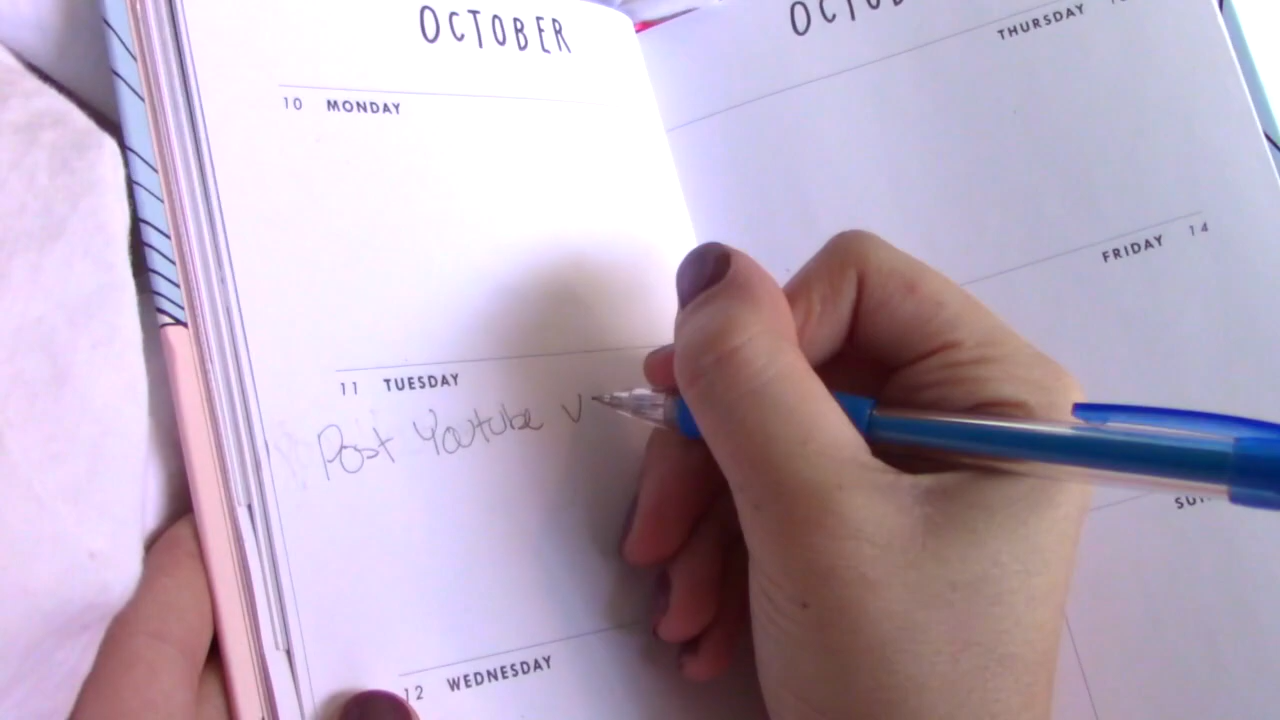 OCTOBER
10 MONDAY
11 TUESDAY
Post Youtube v
12 WEDNESDAY
THURSDAY
FRIDAY 14